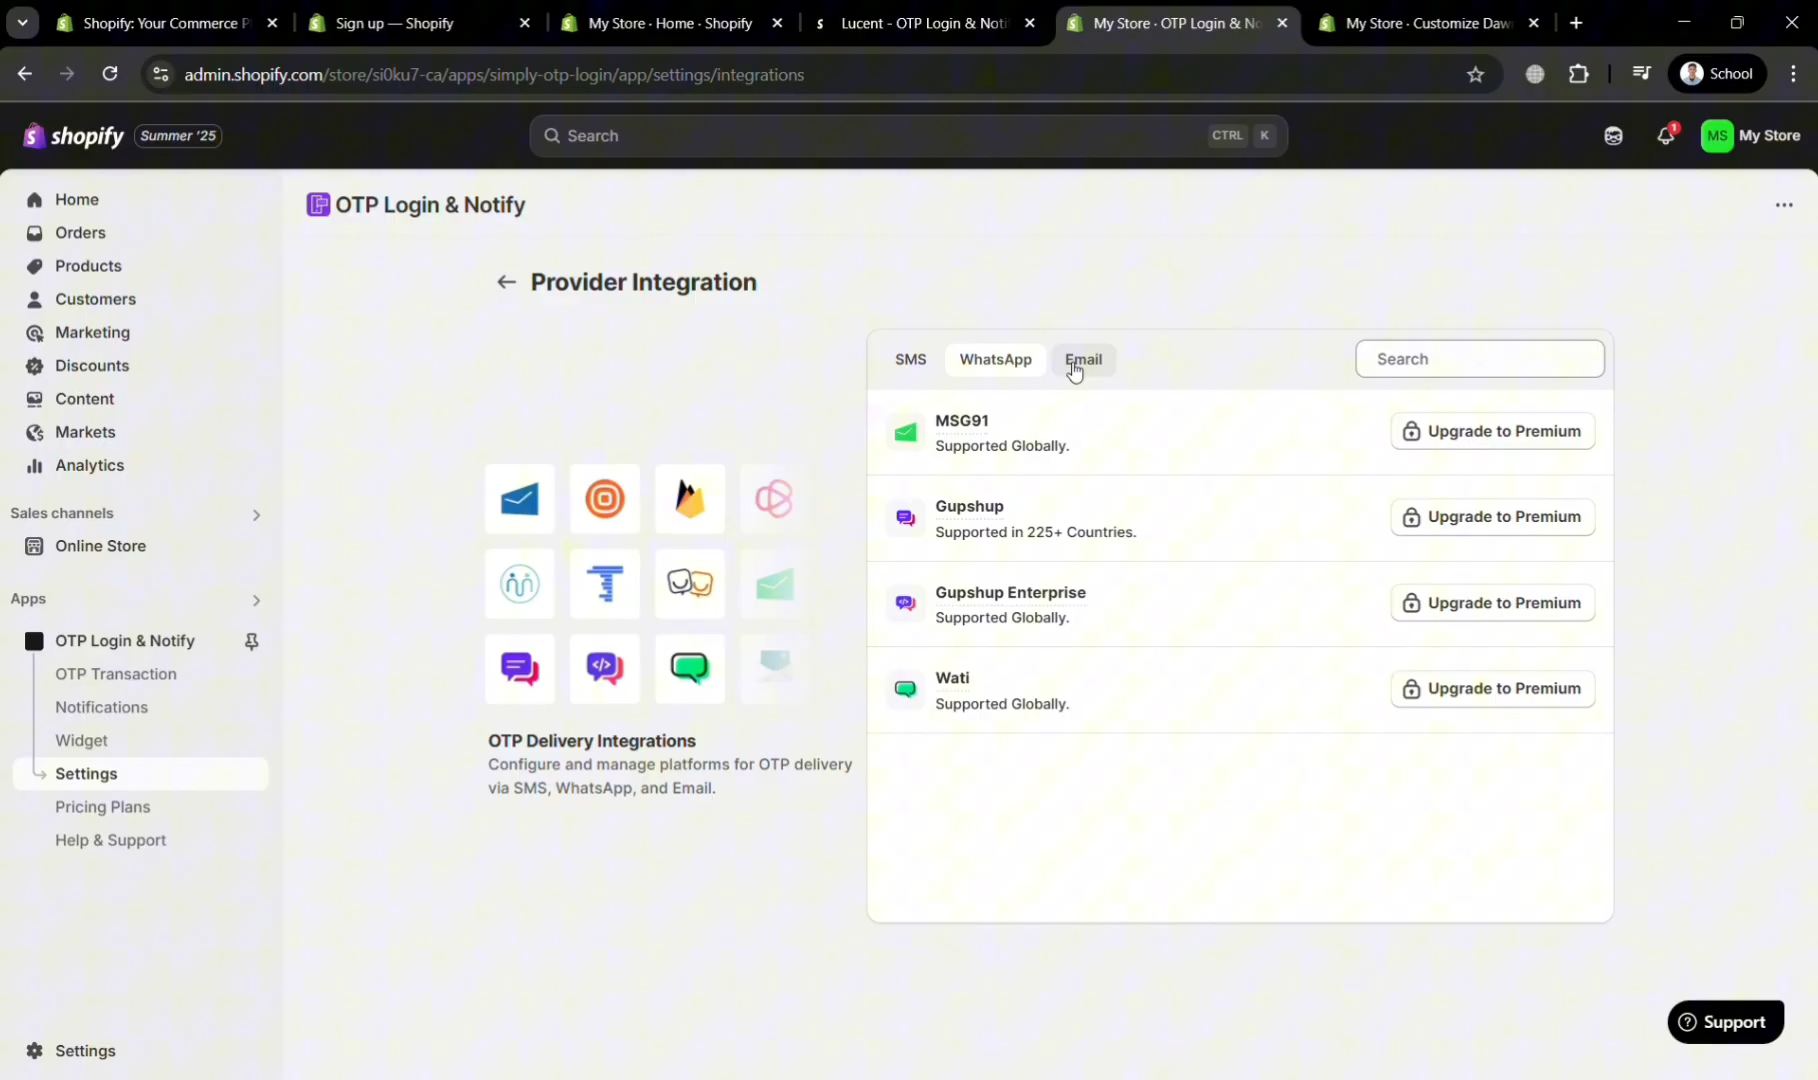 Shopify: Your Commerce P
Sign up — Shopify
My Store · Home · Shopify
Lucent - OTP Login & Noti
My Store · OTP Login & No
My Store · Customize Daw
admin.shopify.com/store/si0ku7-ca/apps/simply-otp-login/app/settings/integrations
School
shopify
Summer '25
Search
CTRL K
1
MS
My Store
Home
Orders
Products
Customers
Marketing
Discounts
Content
Markets
Analytics
Sales channels
Online Store
Apps
OTP Login & Notify
OTP Transaction
Notifications
Widget
Settings
Pricing Plans
Help & Support
Settings
OTP Login & Notify
Provider Integration
OTP Delivery Integrations
Configure and manage platforms for OTP delivery
via SMS, WhatsApp, and Email.
SMS
WhatsApp
Email
Search
MSG91
Supported Globally.
Upgrade to Premium
Gupshup
Supported in 225+ Countries.
Upgrade to Premium
Gupshup Enterprise
Supported Globally.
Upgrade to Premium
Wati
Supported Globally.
Upgrade to Premium
Support